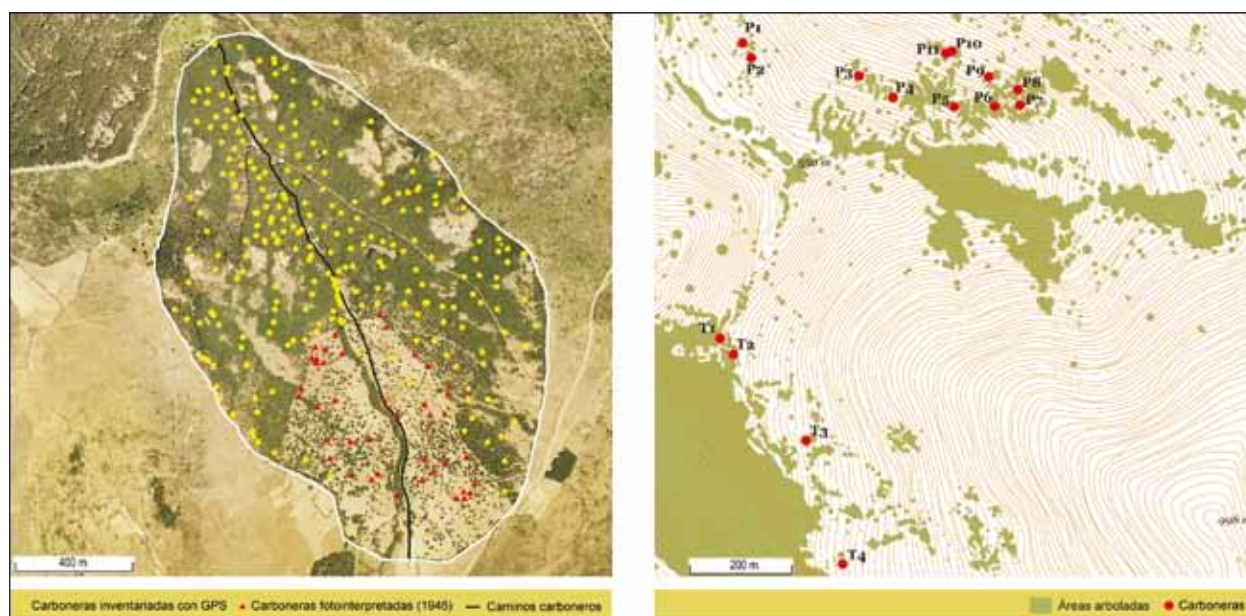 400 m
Carboneras inventariadas con GPS
Carboneras fotointerpretadas (1946)
Caminos carboneros
P1
P2
P3
P4
P11
P10
P9
P8
P5
P6
P7
T1
T2
T3
T4
200 m
Áreas arboladas
Carboneras